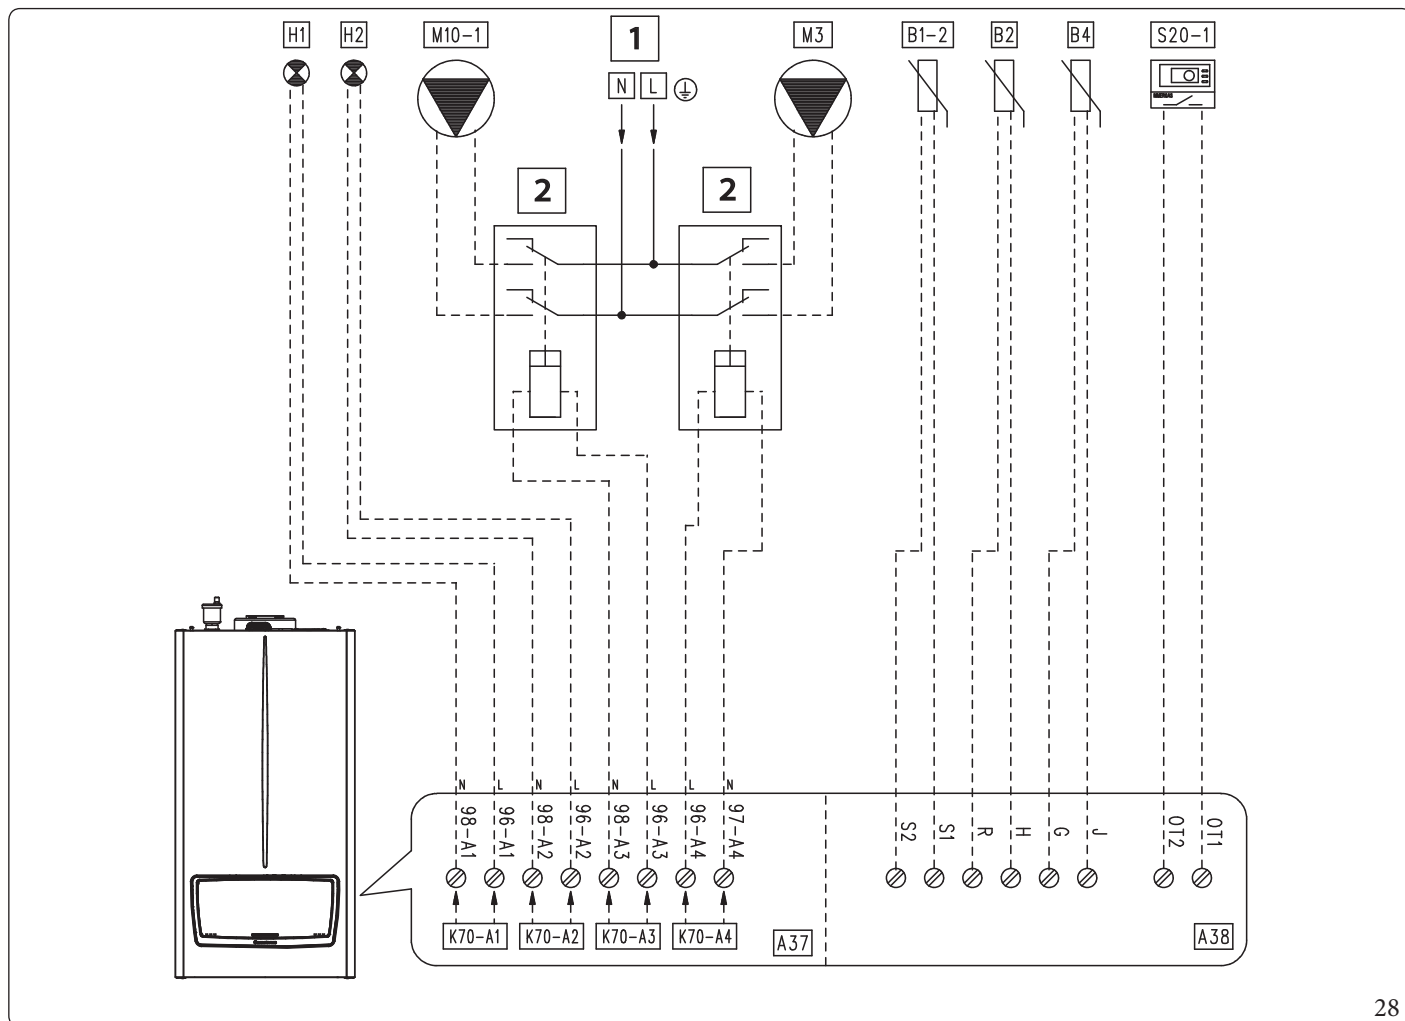 H1 H2 M10-1 1 M3 B1-2 B2 B4 S20-1
N L
2 2
N L N L N L L N
98-A1 96-A1 98-A2 96-A2 98-A3 96-A3 96-A4 97-A4 S2 S1 R H G J OT2 OT1
K70-A1 K70-A2 K70-A3 K70-A4 A37 A38
28